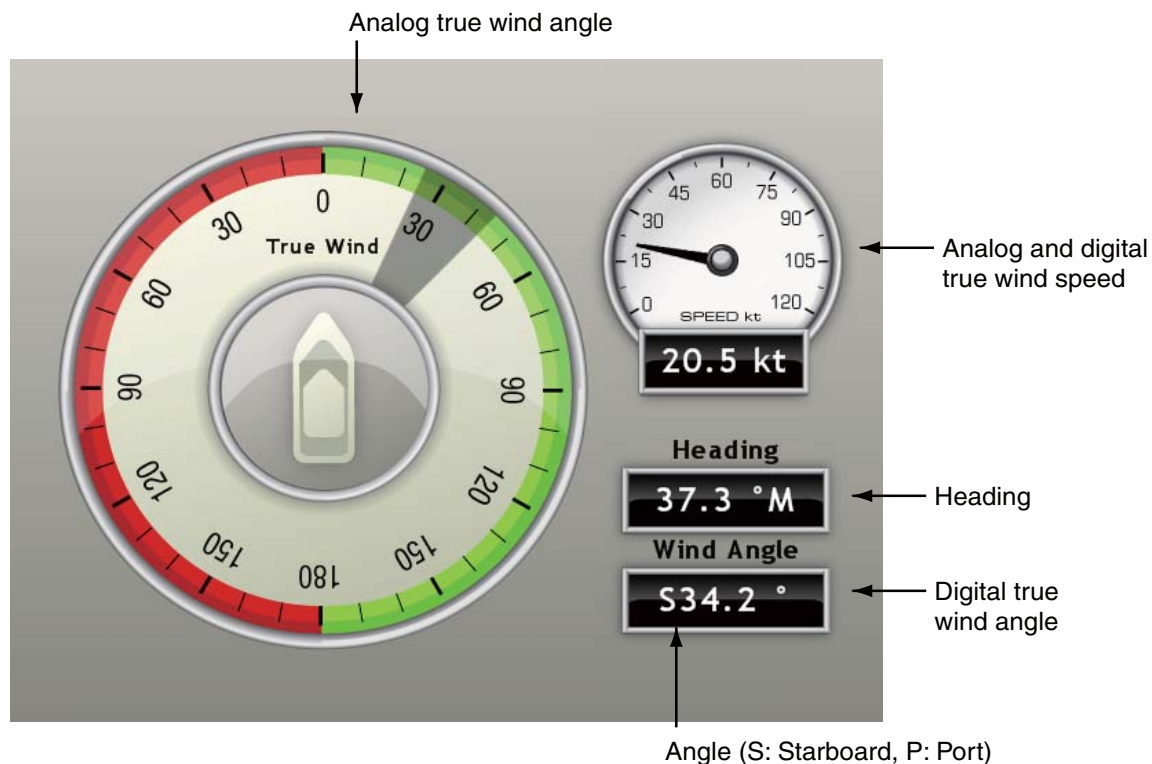 Analog true wind angle
0
30
60
90
120
150
180
150
120
90
60
30
True Wind
0
15
30
45
60
75
90
105
120
SPEED kt
20.5 kt
Analog and digital
true wind speed
Heading
37.3 °M
Heading
Wind Angle
S34.2 °
Digital true
wind angle
Angle (S: Starboard, P: Port)